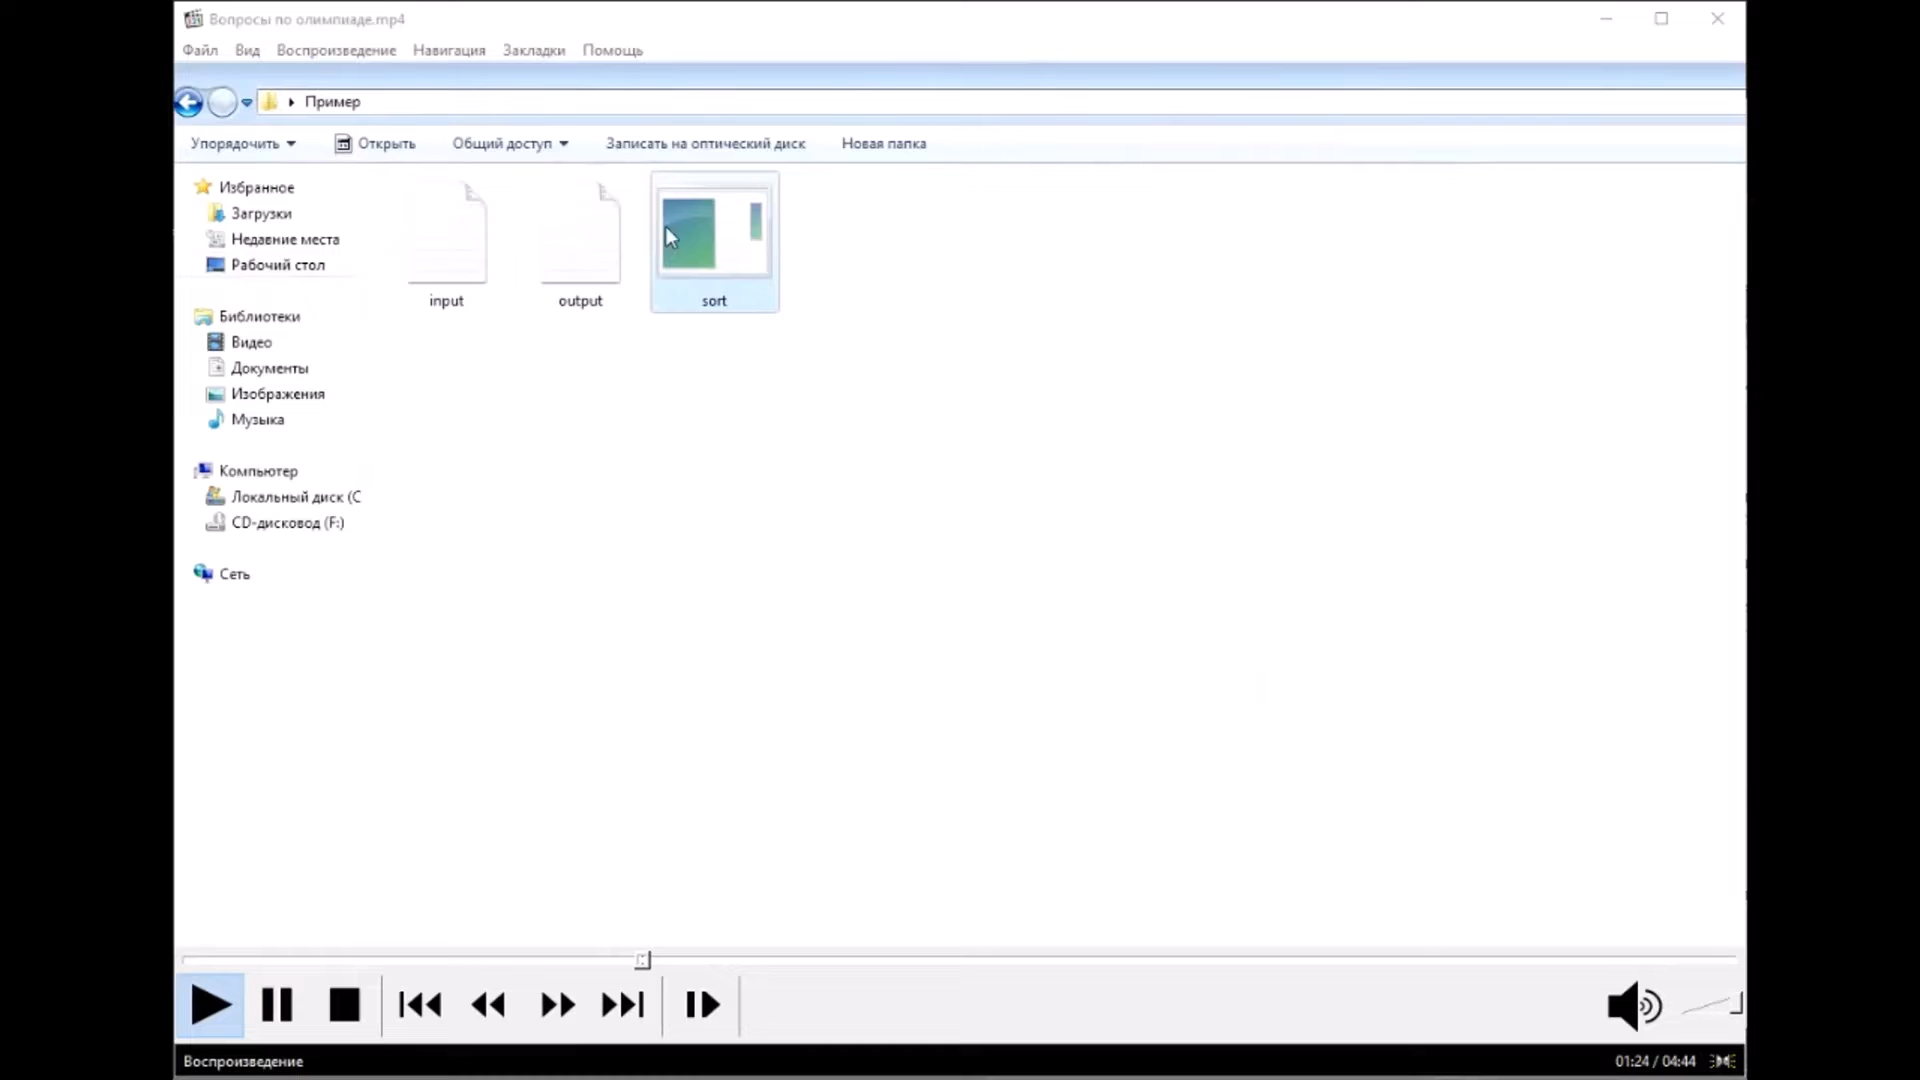 Вопросы по олимпиаде.mp4
Файл Вид Воспроизведение Навигация Закладки Помощь
Пример
Упорядочить Открыть Общий доступ Записать на оптический диск Новая папка
Избранное
Загрузки
Недавние места
Рабочий стол
Библиотеки
Видео
Документы
Изображения
Музыка
Компьютер
Локальный диск (C
CD-дисковод (F:)
Сеть
input output sort
Воспроизведение 01:24 / 04:44